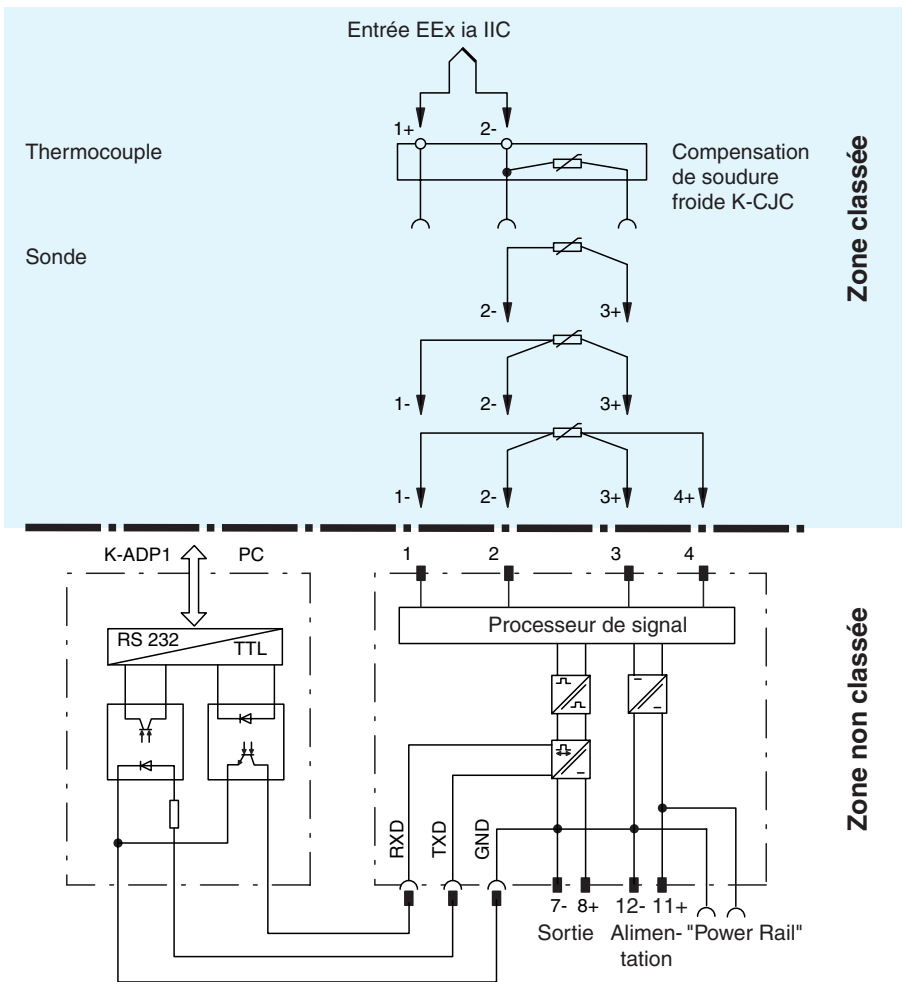 Entrée EEx ia IIC
1+ 2-
Thermocouple
Compensation
de soudure
froide K-CJC
Zone classée
Sonde
2- 3+
1- 2- 3+
1- 2- 3+ 4+
K-ADP1 PC
1 2 3 4
RS 232
TTL
Processeur de signal
Zone non classée
RXD
TXD
GND
7- 8+ 12- 11+
Sortie
Alimen-
tation
"Power Rail"